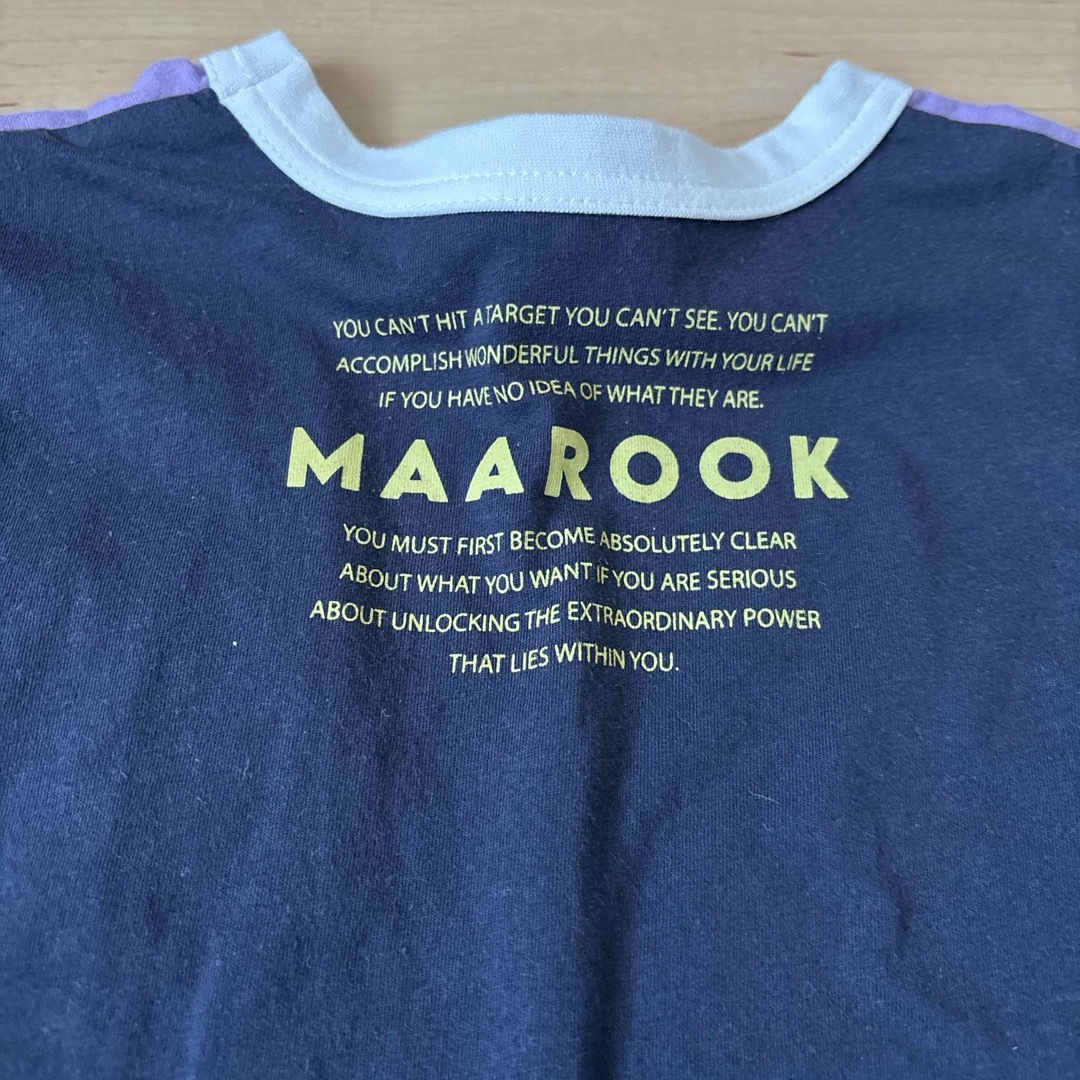 YOU CAN'T HIT A TARGET YOU CAN'T SEE. YOU CAN'T
ACCOMPLISH WONDERFUL THINGS WITH YOUR LIFE
IF YOU HAVE NO IDEA OF WHAT THEY ARE.
MAAROOK
YOU MUST FIRST BECOME ABSOLUTELY CLEAR
ABOUT WHAT YOU WANT IF YOU ARE SERIOUS
ABOUT UNLOCKING THE EXTRAORDINARY POWER
THAT LIES WITHIN YOU.